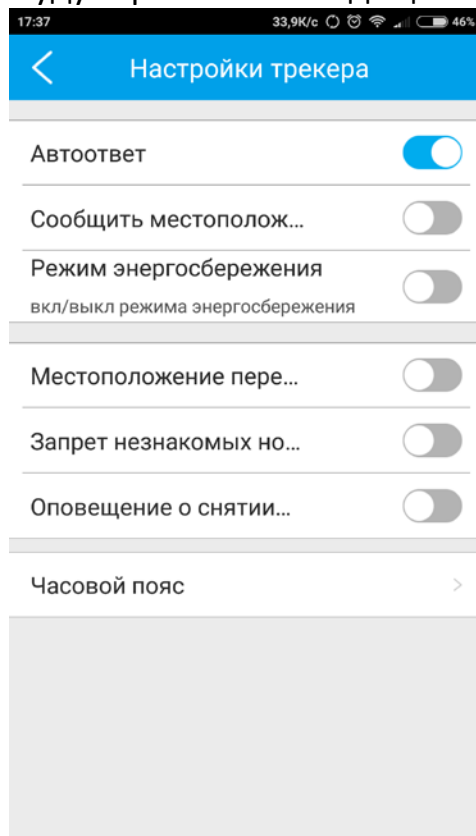 17:37 33,9K/c 46%
Настройки трекера
Автоответ
Сообщить местополож...
Режим энергосбережения
вкл/выкл режима энергосбережения
Местоположение пере...
Запрет незнакомых но...
Оповещение о снятии...
Часовой пояс